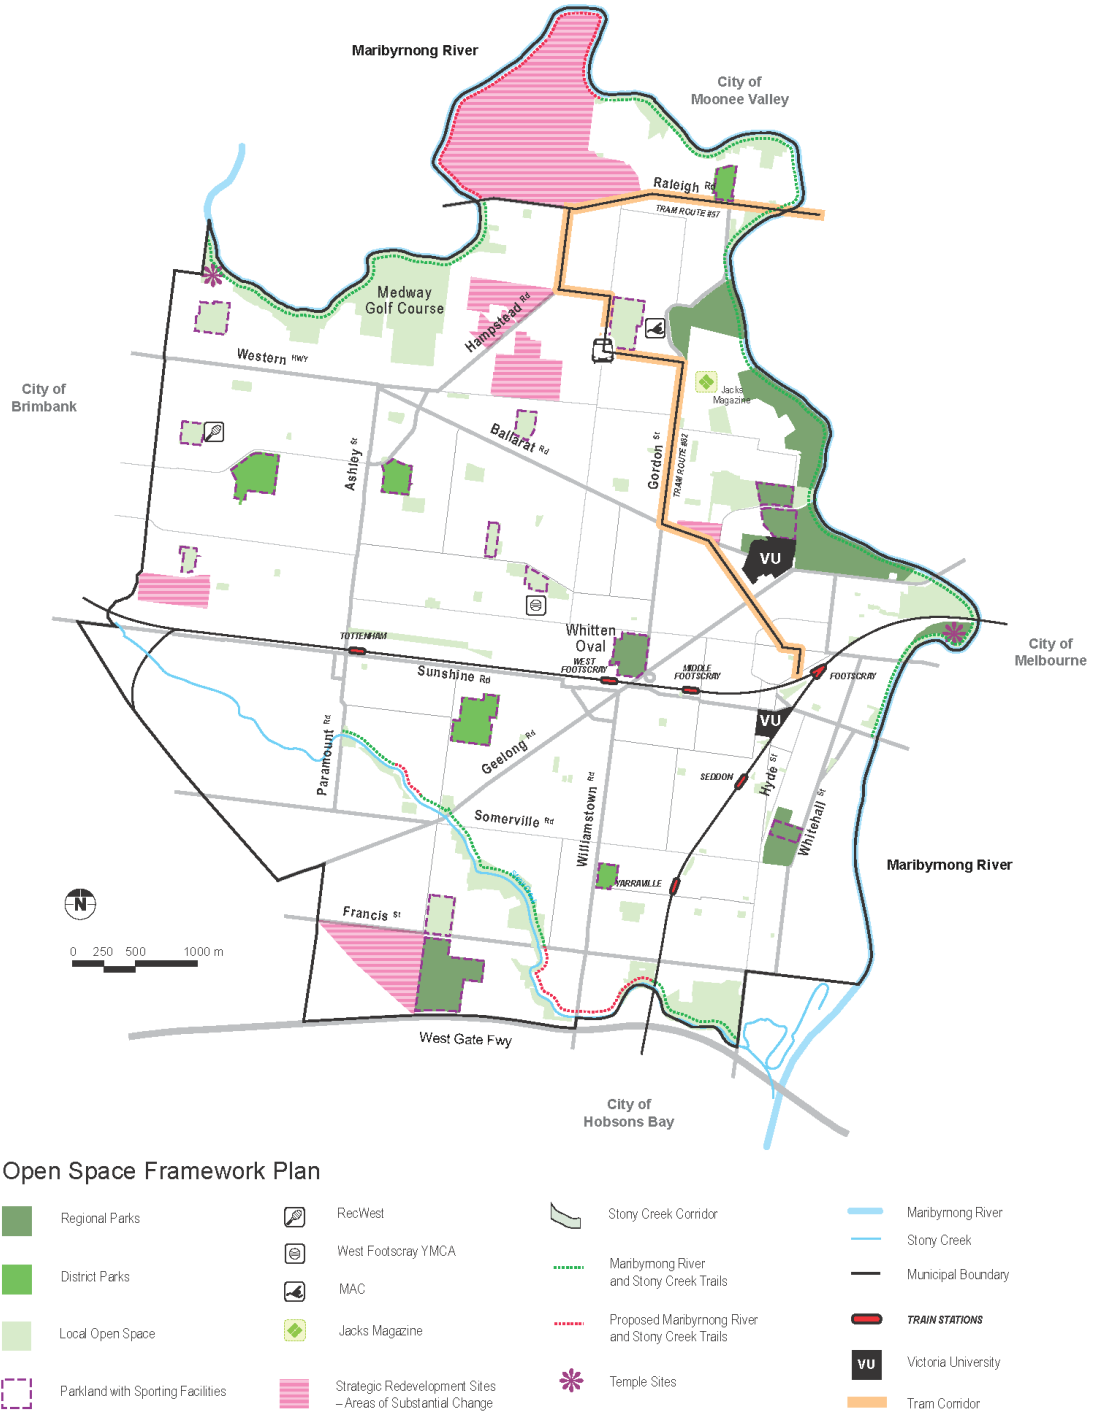 Maribyrnong River
City of
Moonee Valley
Raleigh Rd
TRAM ROUTE #57
Medway
Golf Course
Hampstead Rd
Western HWY
City of
Brimbank
Jacks
Magazine
Ballarat Rd
Ashley St
Gordon St
TRAM ROUTE #82
VU
Whitten
Oval
TOTTENHAM
WEST
FOOTSCRAY
MIDDLE
FOOTSCRAY
FOOTSCRAY
City of
Melbourne
Sunshine Rd
VU
Paramount Rd
Geelong Rd
SEDDON
Hyde St
Somerville Rd
Williamstown Rd
Whitehall St
Maribyrnong River
YARRAVILLE
N
Francis St
0 250 500 1000 m
West Gate Fwy
City of
Hobsons Bay
Open Space Framework Plan
Regional Parks
District Parks
Local Open Space
Parkland with Sporting Facilities
RecWest
West Footscray YMCA
MAC
Jacks Magazine
Strategic Redevelopment Sites
– Areas of Substantial Change
Stony Creek Corridor
Maribyrnong River
and Stony Creek Trails
Proposed Maribyrnong River
and Stony Creek Trails
Temple Sites
Maribyrnong River
Stony Creek
Municipal Boundary
TRAIN STATIONS
VU Victoria University
Tram Corridor